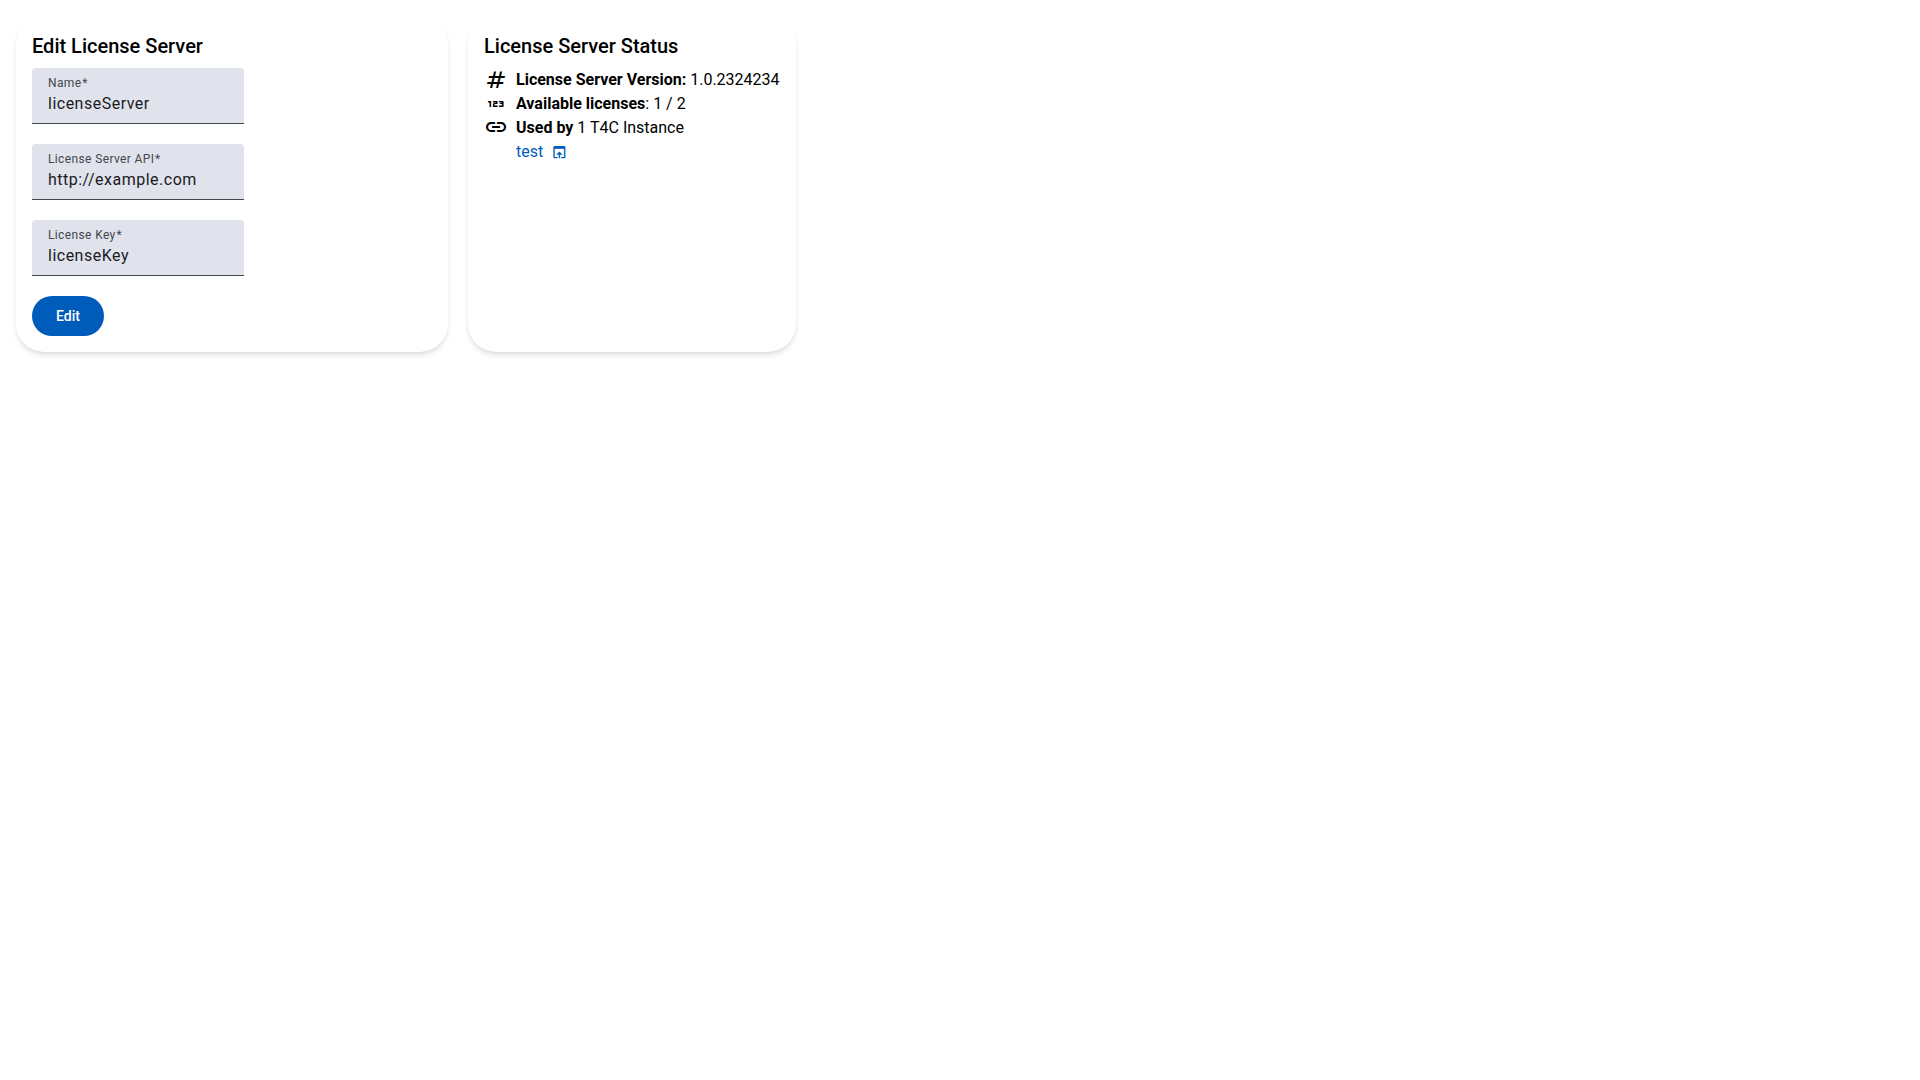 Edit License Server
Name*
licenseServer
License Server API*
http://example.com
License Key*
licenseKey
Edit
License Server Status
License Server Version: 1.0.2324234
123 Available licenses: 1 / 2
Used by 1 T4C Instance
test